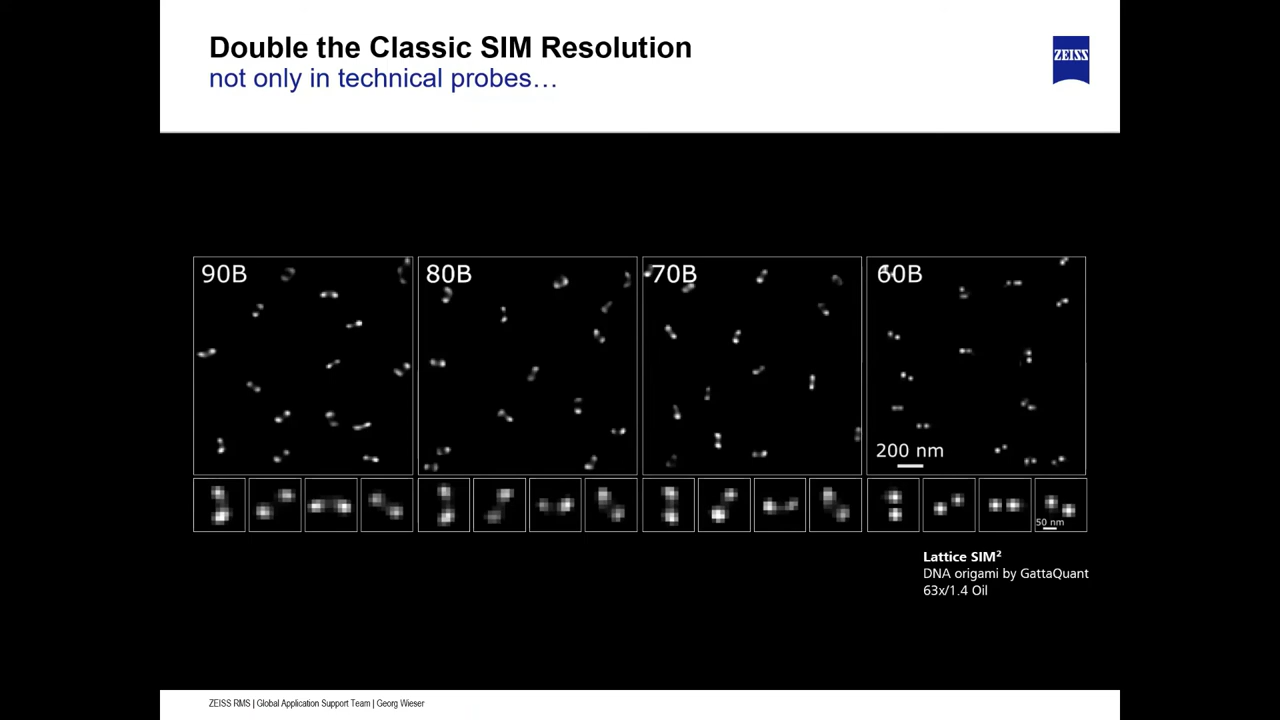 Double the Classic SIM Resolution
not only in technical probes…
ZEISS
90B
80B
70B
60B
200 nm
50 nm
Lattice SIM²
DNA origami by GattaQuant
63x/1.4 Oil
ZEISS RMS | Global Application Support Team | Georg Wieser